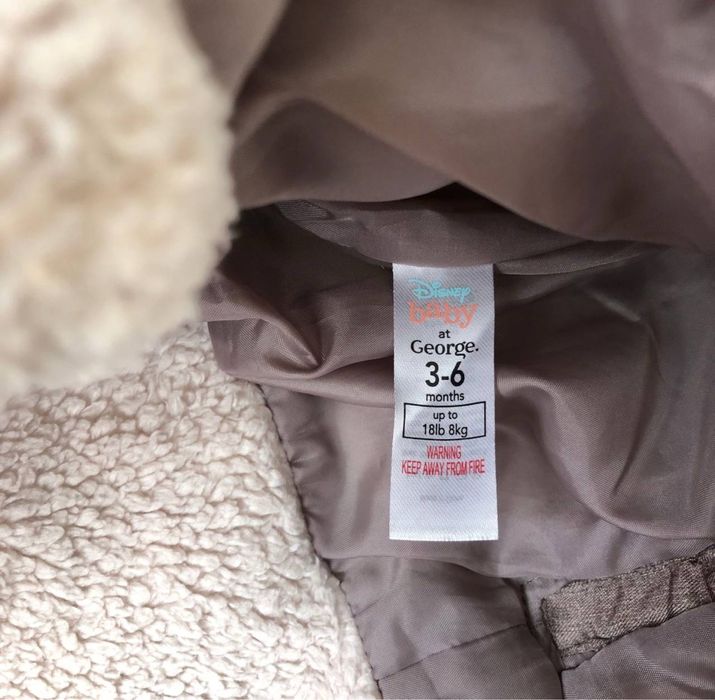 Disney
baby
at
George.
3-6
months
up to
18lb 8kg
WARNING
KEEP AWAY FROM FIRE